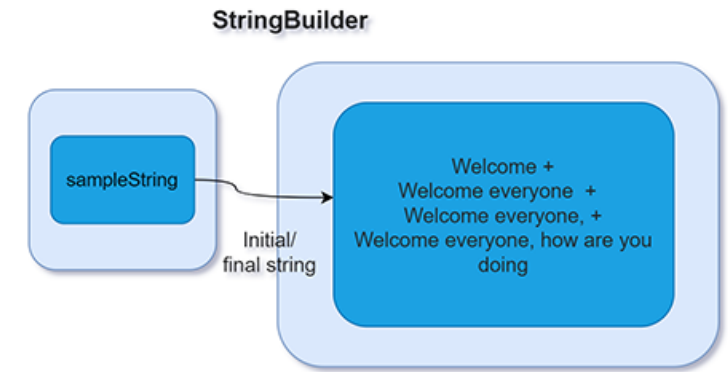 StringBuilder
sampleString
Initial/
final string
Welcome +
Welcome everyone +
Welcome everyone, +
Welcome everyone, how are you
doing